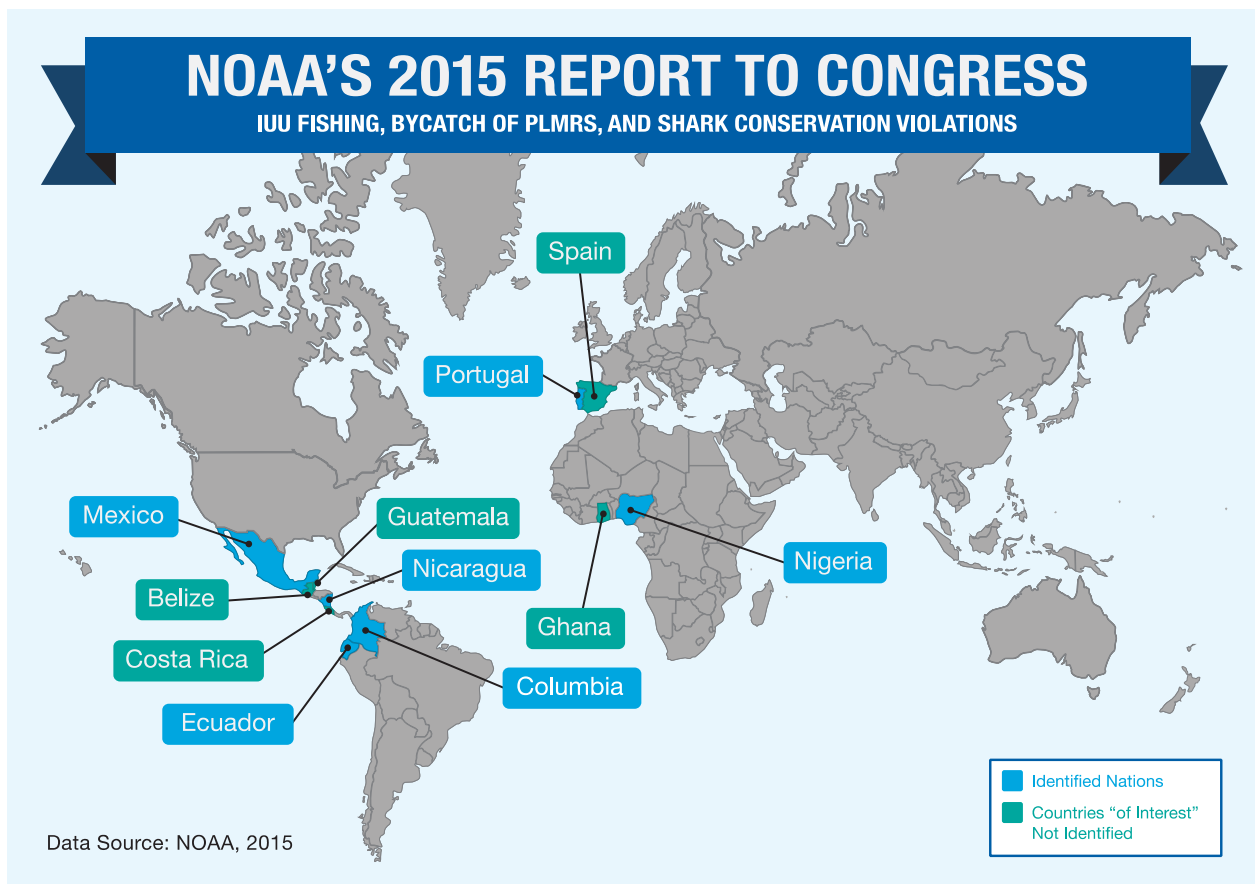 NOAA'S 2015 REPORT TO CONGRESS
IUU FISHING, BYCATCH OF PLMRS, AND SHARK CONSERVATION VIOLATIONS
Spain
Portugal
Mexico
Guatemala
Nicaragua
Nigeria
Belize
Ghana
Costa Rica
Columbia
Ecuador
Identified Nations
Countries “of Interest”
Not Identified
Data Source: NOAA, 2015